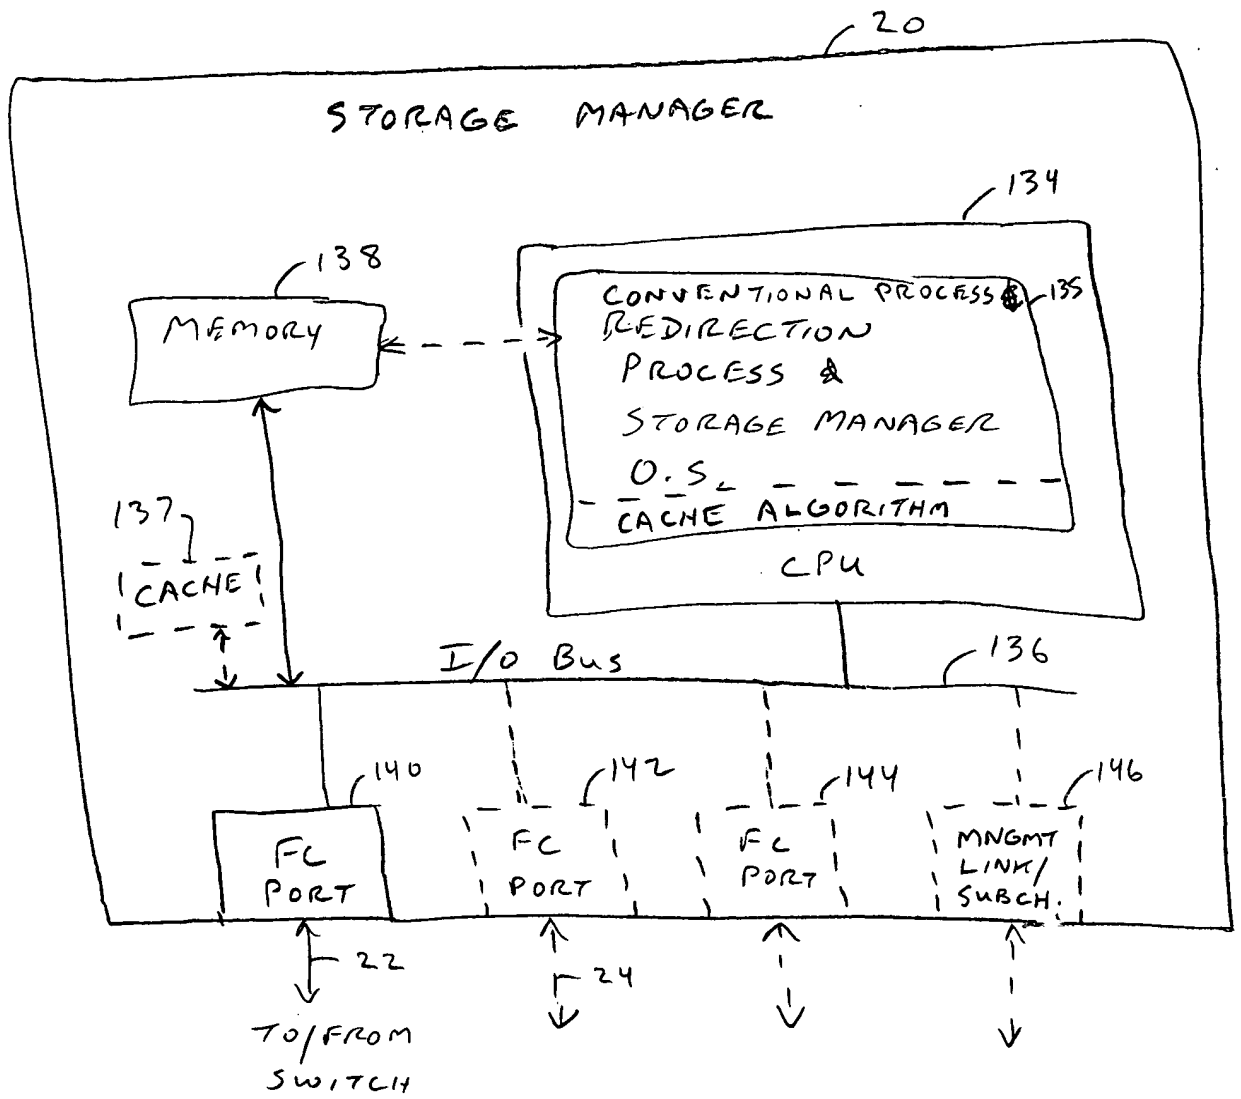 20
STORAGE MANAGER
134
138
CONVENTIONAL PROCESS &
135
MEMORY
REDIRECTION
PROCESS &
STORAGE MANAGER
O.S.
137
CACHE ALGORITHM
CACHE
CPU
I/O BUS
136
140
142
144
146
FC
PORT
FC
PORT
FC
PORT
MNGMT
LINK/
SUBCH.
22
24
TO/FROM
SWITCH